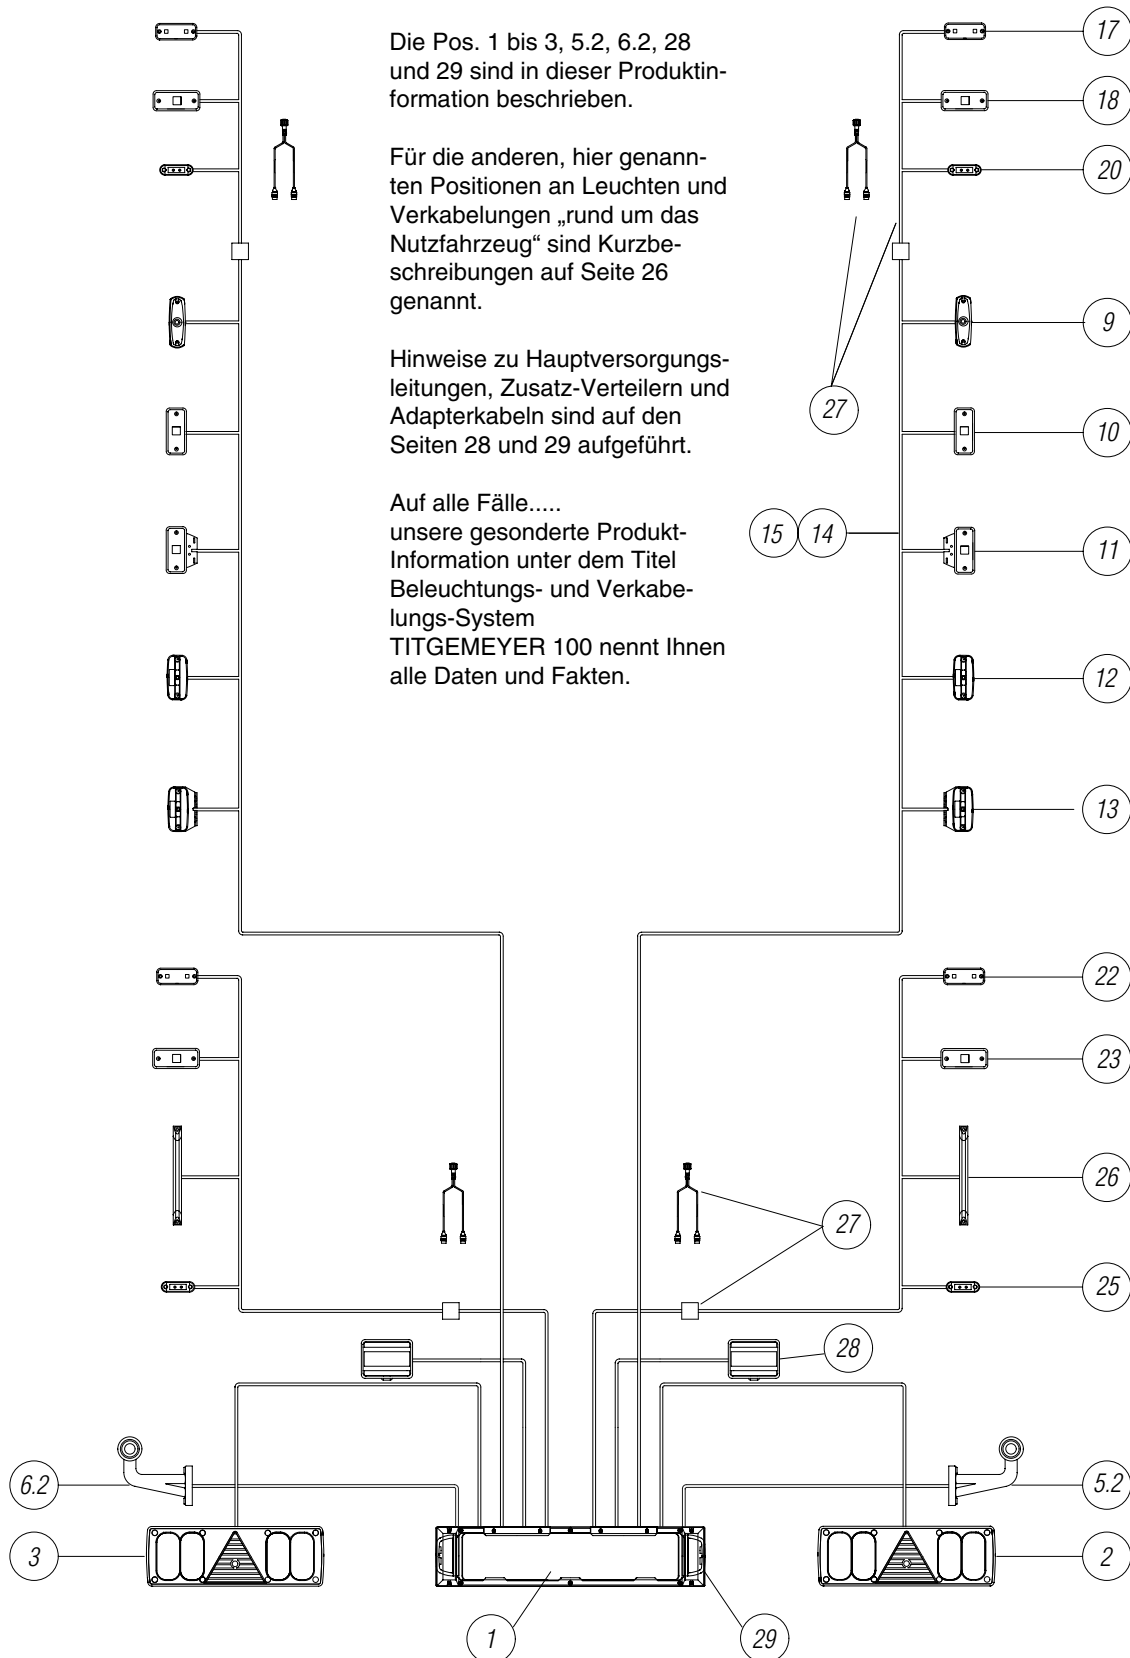 Die Pos. 1 bis 3, 5.2, 6.2, 28
und 29 sind in dieser Produktin-
formation beschrieben.
Für die anderen, hier genann-
ten Positionen an Leuchten und
Verkabelungen „rund um das
Nutzfahrzeug“ sind Kurzbe-
schreibungen auf Seite 26
genannt.
Hinweise zu Hauptversorgungs-
leitungen, Zusatz-Verteilern und
Adapterkabeln sind auf den
Seiten 28 und 29 aufgeführt.
Auf alle Fälle.....
unsere gesonderte Produkt-
Information unter dem Titel
Beleuchtungs- und Verkabe-
lungs-System
TITGEMEYER 100 nennt Ihnen
alle Daten und Fakten.
17
18
20
9
27
10
15 14
11
12
13
22
23
26
27
25
28
6.2
5.2
3
2
1
29